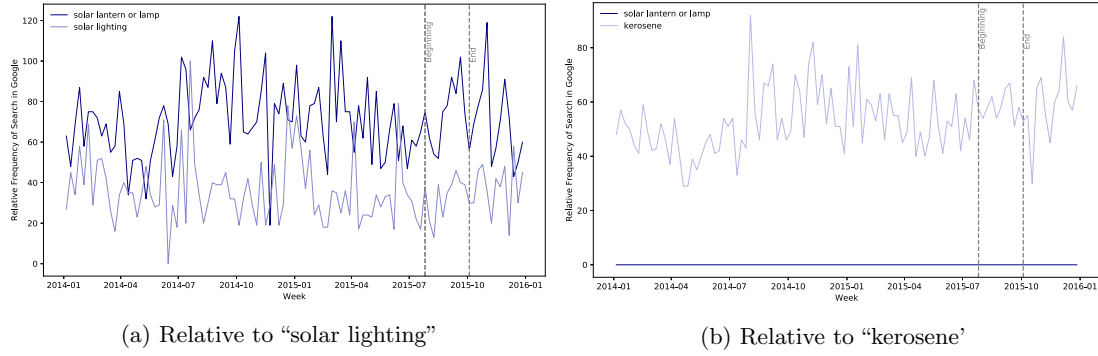 solar lantern or lamp
solar lighting
Beginning
End
Relative Frequency of Search in Google
120
100
80
60
40
20
0
2014-01 2014-04 2014-07 2014-10 2015-01 2015-04 2015-07 2015-10 2016-01
Week
(a) Relative to “solar lighting”
solar lantern or lamp
kerosene
Beginning
End
Relative Frequency of Search in Google
80
60
40
20
0
2014-01 2014-04 2014-07 2014-10 2015-01 2015-04 2015-07 2015-10 2016-01
Week
(b) Relative to “kerosene’